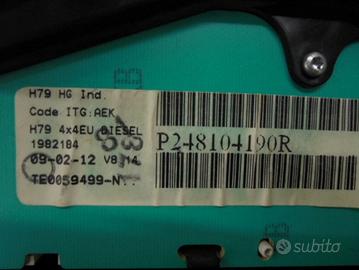 H79 HG Ind.
Code ITG:AEK
H79 4x4EU DIESEL
1982184
09-02-12 V8.14
TE0059499-N..
P248104190R
subito